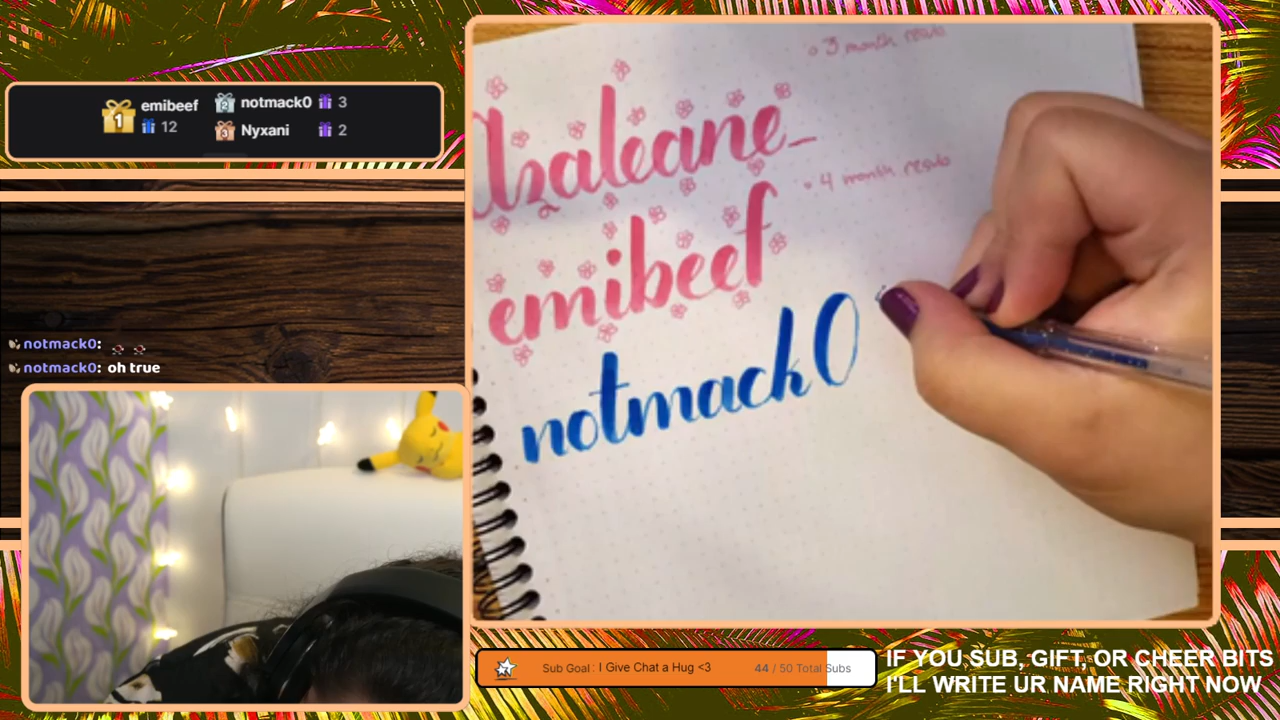 emibeef
12
notmack0 3
Nyxani 2
notmack0:
notmack0: oh true
3 month resub
Azaleane_
4 month resub
emibeef
notmack0
Sub Goal: I Give Chat a Hug <3 44 / 50 Total Subs
IF YOU SUB, GIFT, OR CHEER BITS
I'LL WRITE UR NAME RIGHT NOW